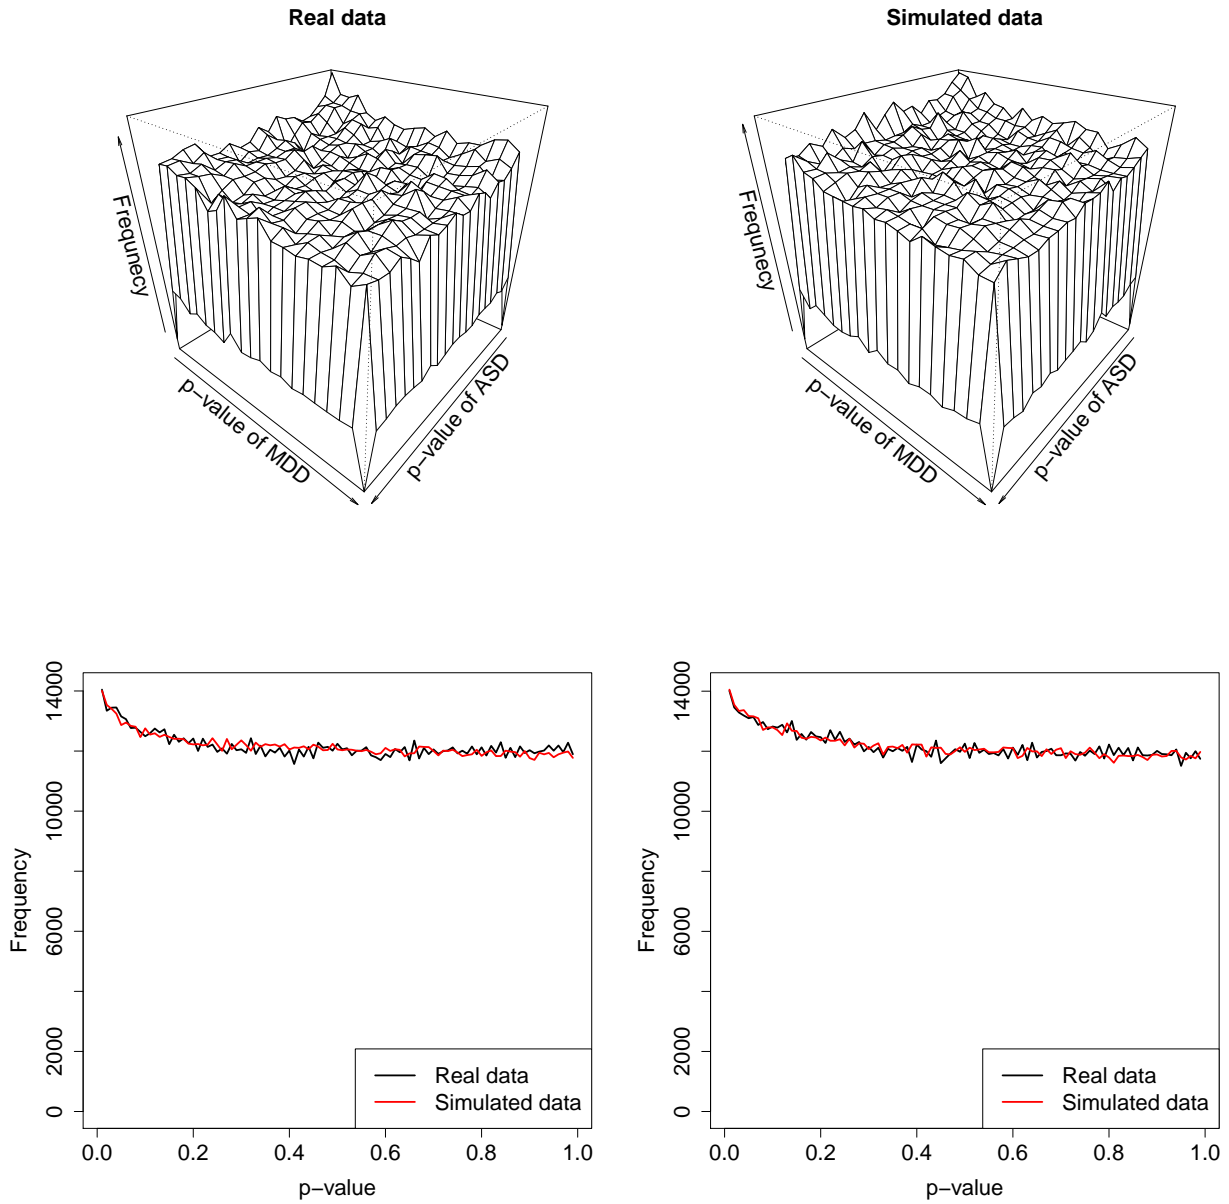 Real data
Simulated data
Frequnecy
p−value of MDD
p−value of ASD
Frequnecy
p−value of MDD
p−value of ASD
14000
10000
6000
2000
0
Frequency
0.0 0.2 0.4 0.6 0.8 1.0
p−value
Real data
Simulated data
14000
10000
6000
2000
0
Frequency
0.0 0.2 0.4 0.6 0.8 1.0
p−value
Real data
Simulated data